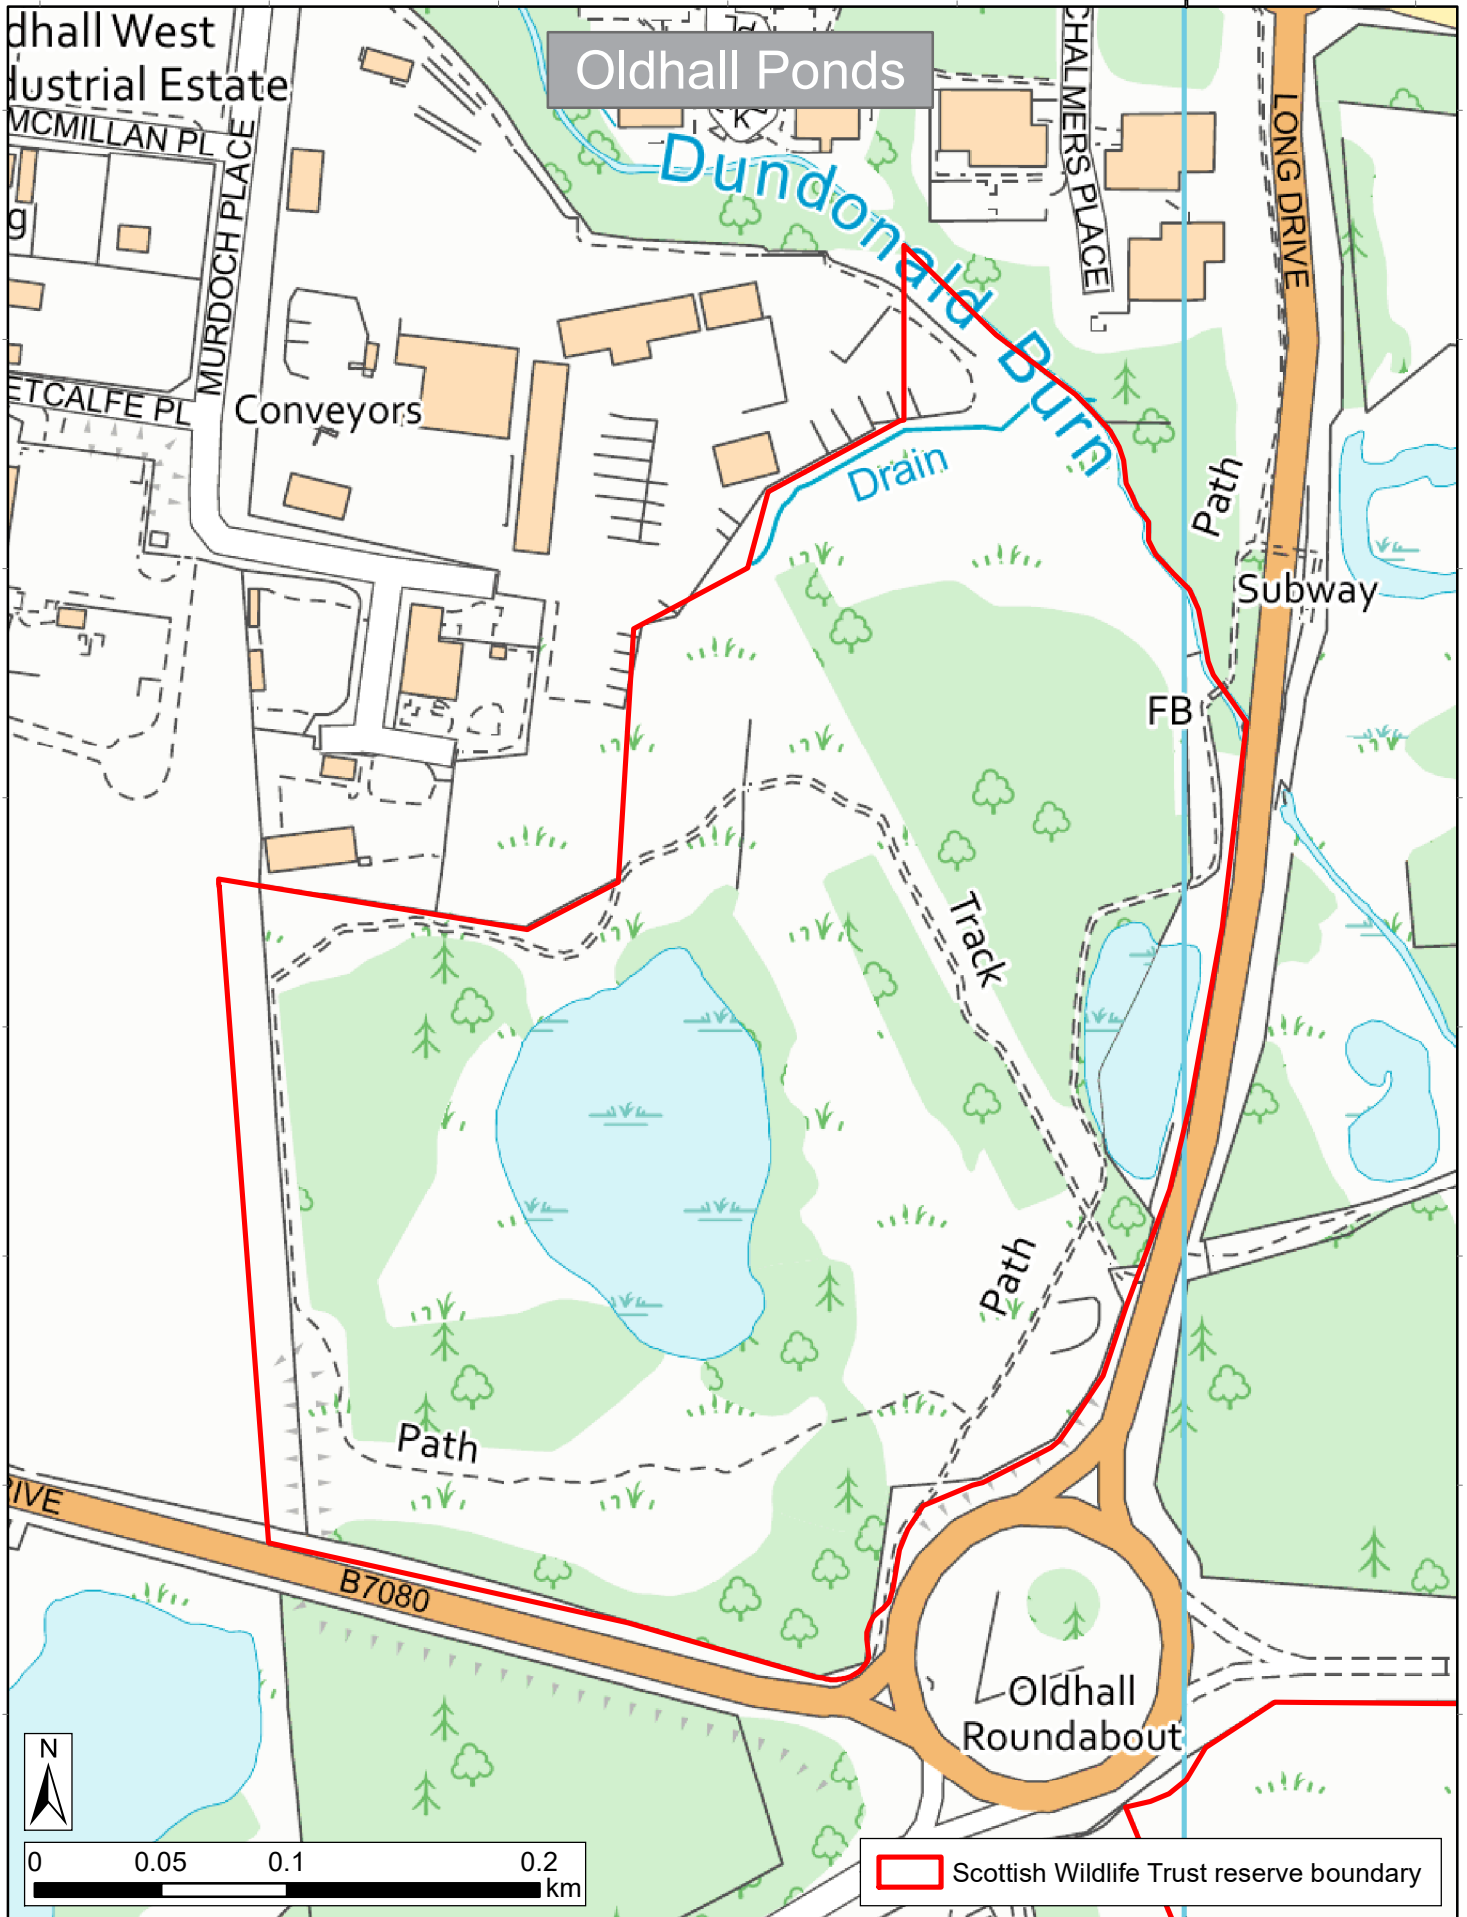 Oldhall Ponds
dhall West
dustrial Estate
MCMILLAN PL
MURDOCH PLACE
ETCALFE PL
Conveyors
Dundonald Burn
CHALMERS PLACE
LONG DRIVE
Drain
Path
Subway
FB
Track
Path
Path
RIVE
B7080
Oldhall
Roundabout
N
0 0.05 0.1 0.2
km
Scottish Wildlife Trust reserve boundary